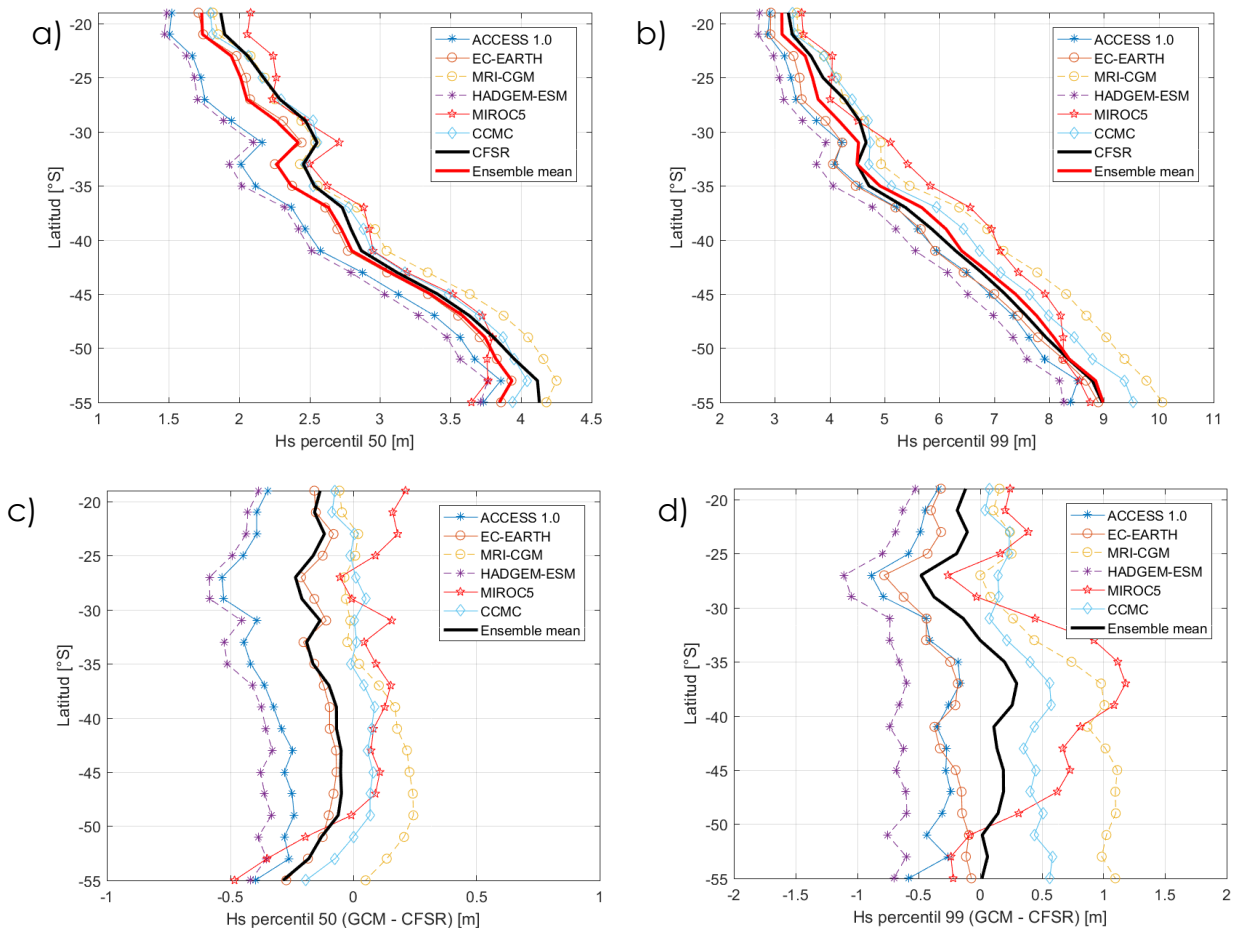 a)
-20
-25
-30
-35
-40
-45
-50
-55
Latitud [°S]
1
1.5
2
2.5
3
3.5
4
4.5
Hs percentil 50 [m]
ACCESS 1.0
EC-EARTH
MRI-CGM
HADGEM-ESM
MIROC5
CCMC
CFSR
Ensemble mean
b)
-20
-25
-30
-35
-40
-45
-50
-55
Latitud [°S]
2
3
4
5
6
7
8
9
10
11
Hs percentil 99 [m]
ACCESS 1.0
EC-EARTH
MRI-CGM
HADGEM-ESM
MIROC5
CCMC
CFSR
Ensemble mean
c)
-20
-25
-30
-35
-40
-45
-50
-55
Latitud [°S]
-1
-0.5
0
0.5
1
Hs percentil 50 (GCM - CFSR) [m]
ACCESS 1.0
EC-EARTH
MRI-CGM
HADGEM-ESM
MIROC5
CCMC
Ensemble mean
d)
-20
-25
-30
-35
-40
-45
-50
-55
Latitud [°S]
-2
-1.5
-1
-0.5
0
0.5
1
1.5
2
Hs percentil 99 (GCM - CFSR) [m]
ACCESS 1.0
EC-EARTH
MRI-CGM
HADGEM-ESM
MIROC5
CCMC
Ensemble mean